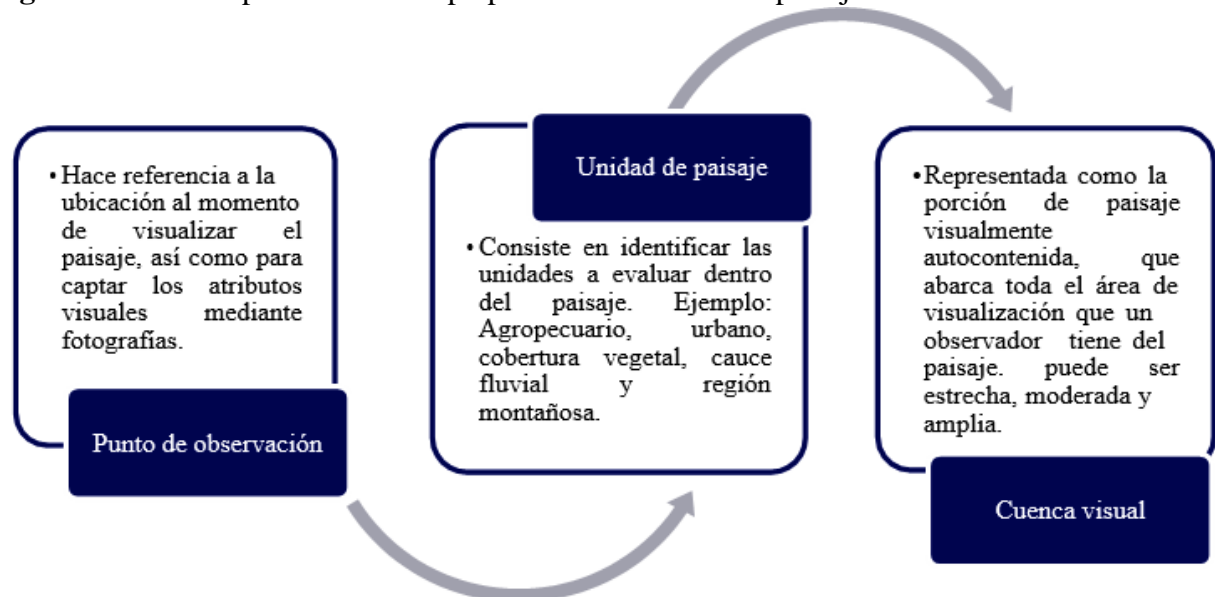 • Hace referencia a la
ubicación al momento
de visualizar el
paisaje, así como para
captar los atributos
visuales mediante
fotografías.
Punto de observación
Unidad de paisaje
• Consiste en identificar las
unidades a evaluar dentro
del paisaje. Ejemplo:
Agropecuario, urbano,
cobertura vegetal, cauce
fluvial y región
montañosa.
•Representada como la
porción de paisaje
visualmente
autocontenida, que
abarca toda el área de
visualización que un
observador tiene del
paisaje. puede ser
estrecha, moderada y
amplia.
Cuenca visual